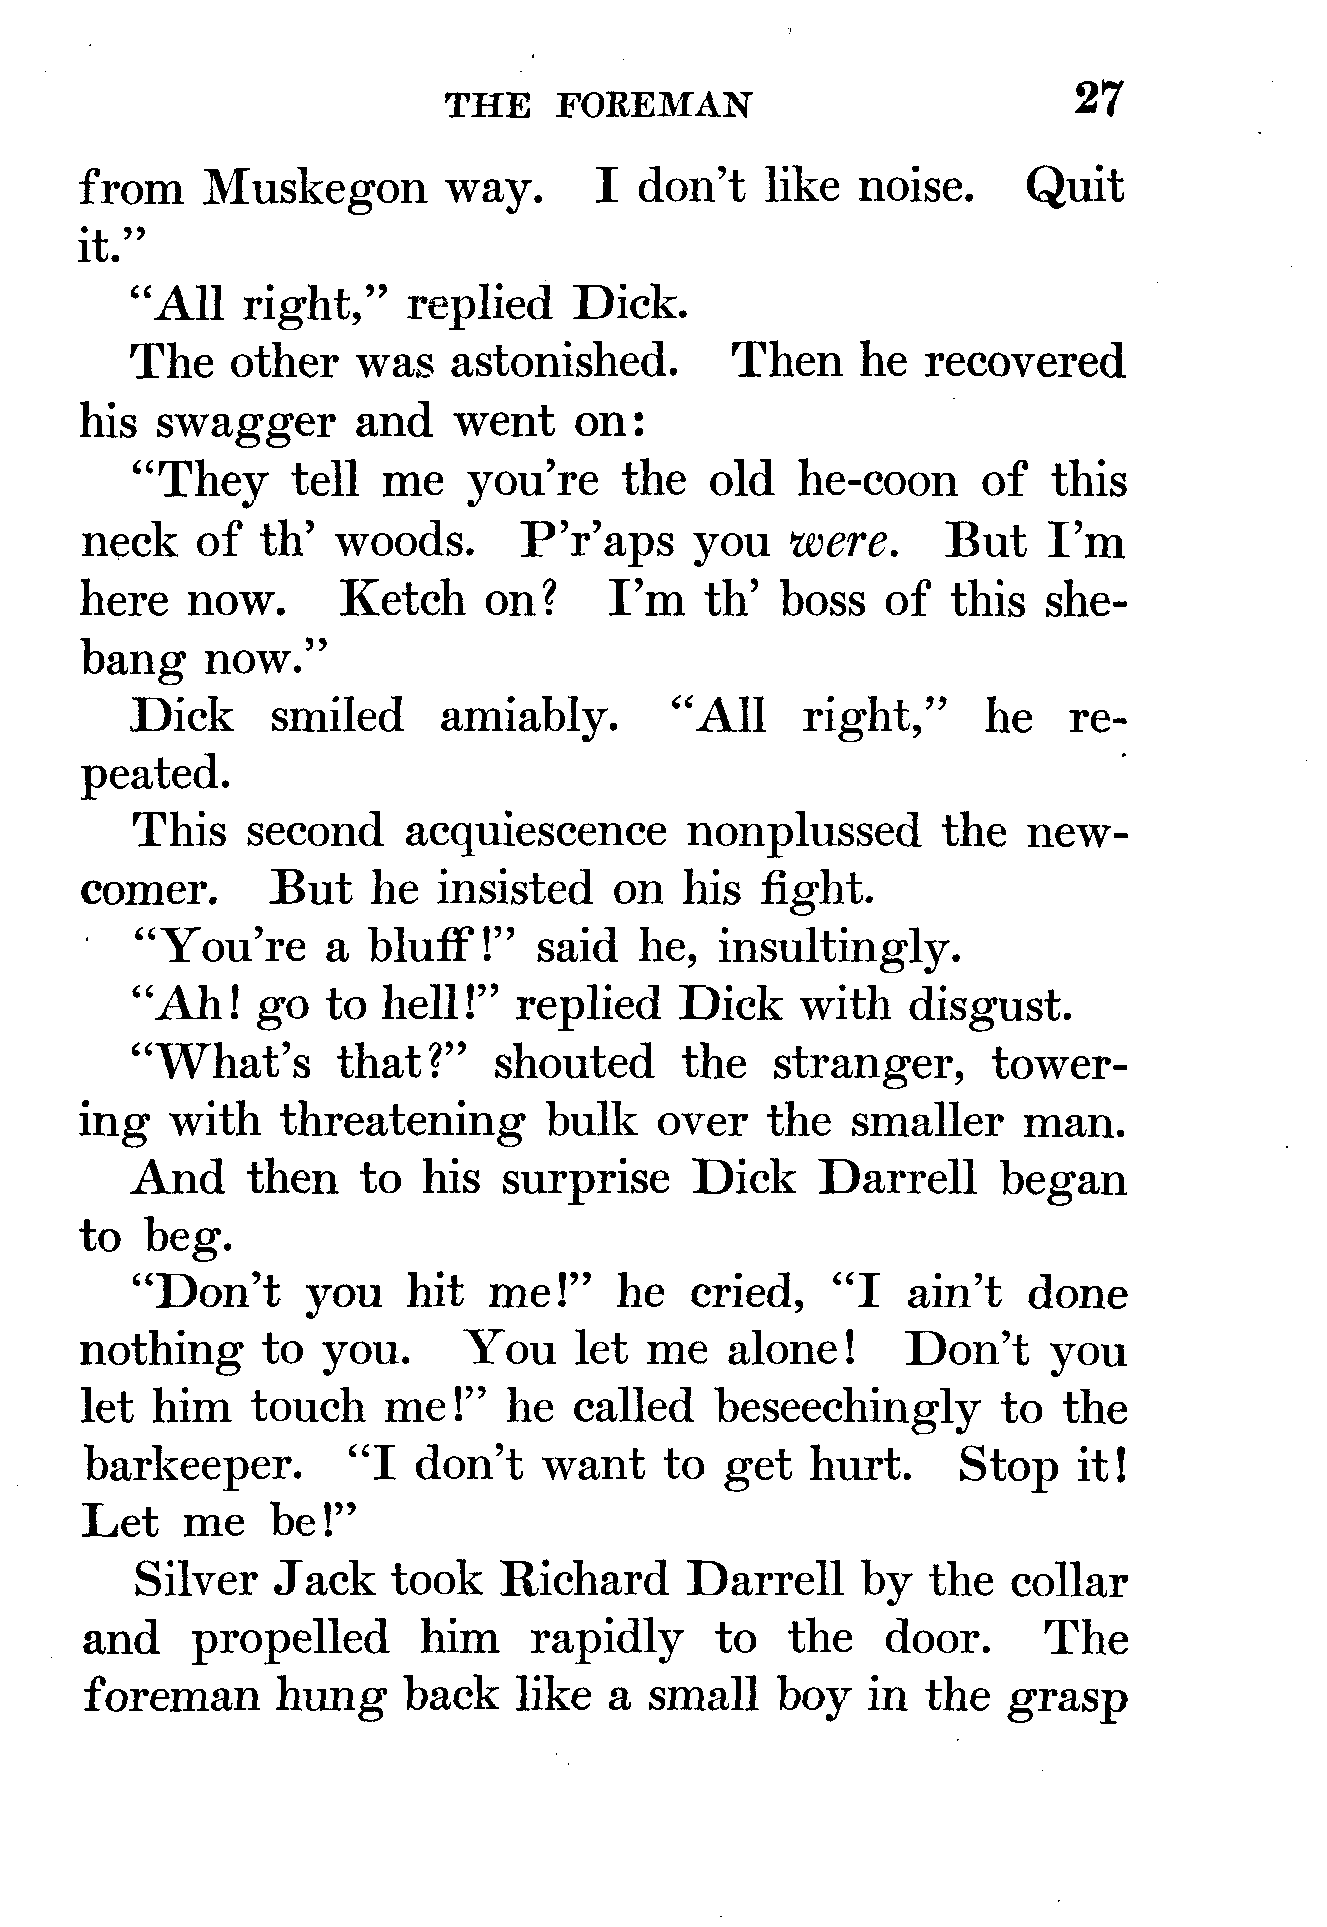 THE FOREMAN 27
from Muskegon way. I don't like noise. Quit
it.”
“All right,” replied Dick.
The other was astonished. Then he recovered
his swagger and went on:
“They tell me you're the old he-coon of this
neck of th' woods. P'r'aps you were. But I'm
here now. Ketch on? I'm th' boss of this she-
bang now.”
Dick smiled amiably. “All right,” he re-
peated.
This second acquiescence nonplussed the new-
comer. But he insisted on his fight.
“You're a bluff!” said he, insultingly.
“Ah! go to hell!” replied Dick with disgust.
“What's that?” shouted the stranger, tower-
ing with threatening bulk over the smaller man.
And then to his surprise Dick Darrell began
to beg.
“Don't you hit me!” he cried, “I ain't done
nothing to you. You let me alone! Don't you
let him touch me!” he called beseechingly to the
barkeeper. “I don't want to get hurt. Stop it!
Let me be!”
Silver Jack took Richard Darrell by the collar
and propelled him rapidly to the door. The
foreman hung back like a small boy in the grasp